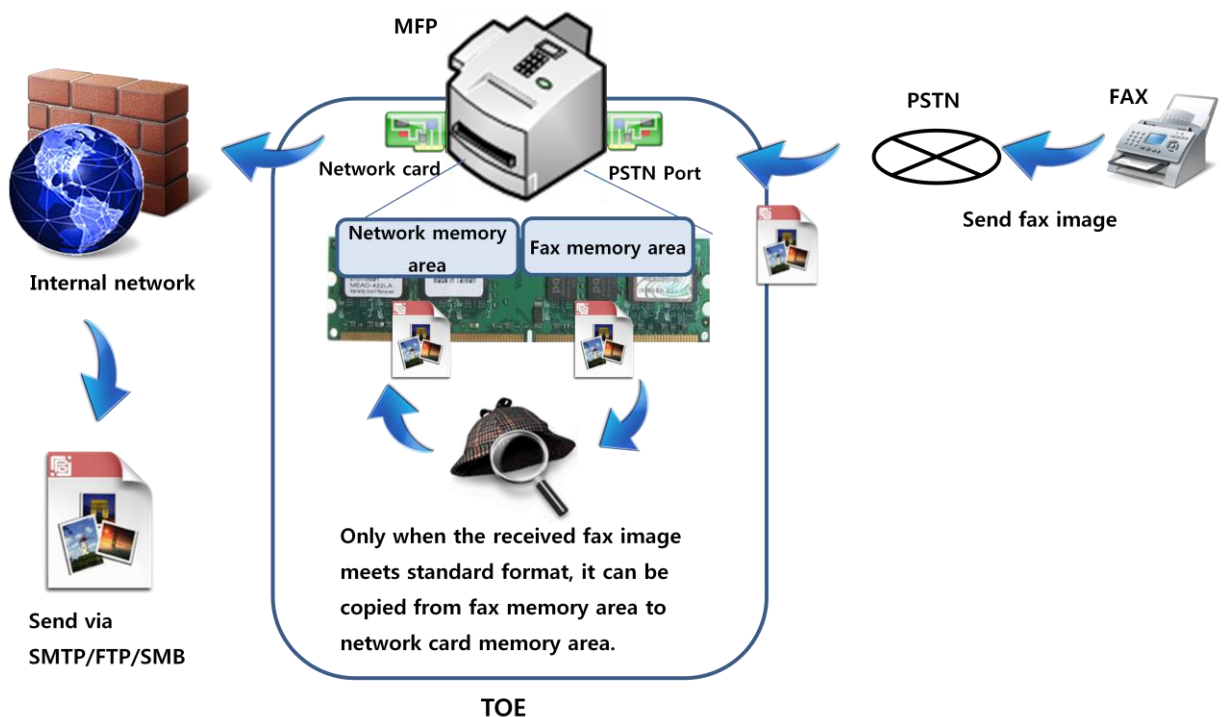 MFP
PSTN
FAX
Network card
PSTN Port
Send fax image
Network memory
area
Fax memory area
MEAD-422LA
Internal network
Only when the received fax image
meets standard format, it can be
copied from fax memory area to
network card memory area.
Send via
SMTP/FTP/SMB
TOE